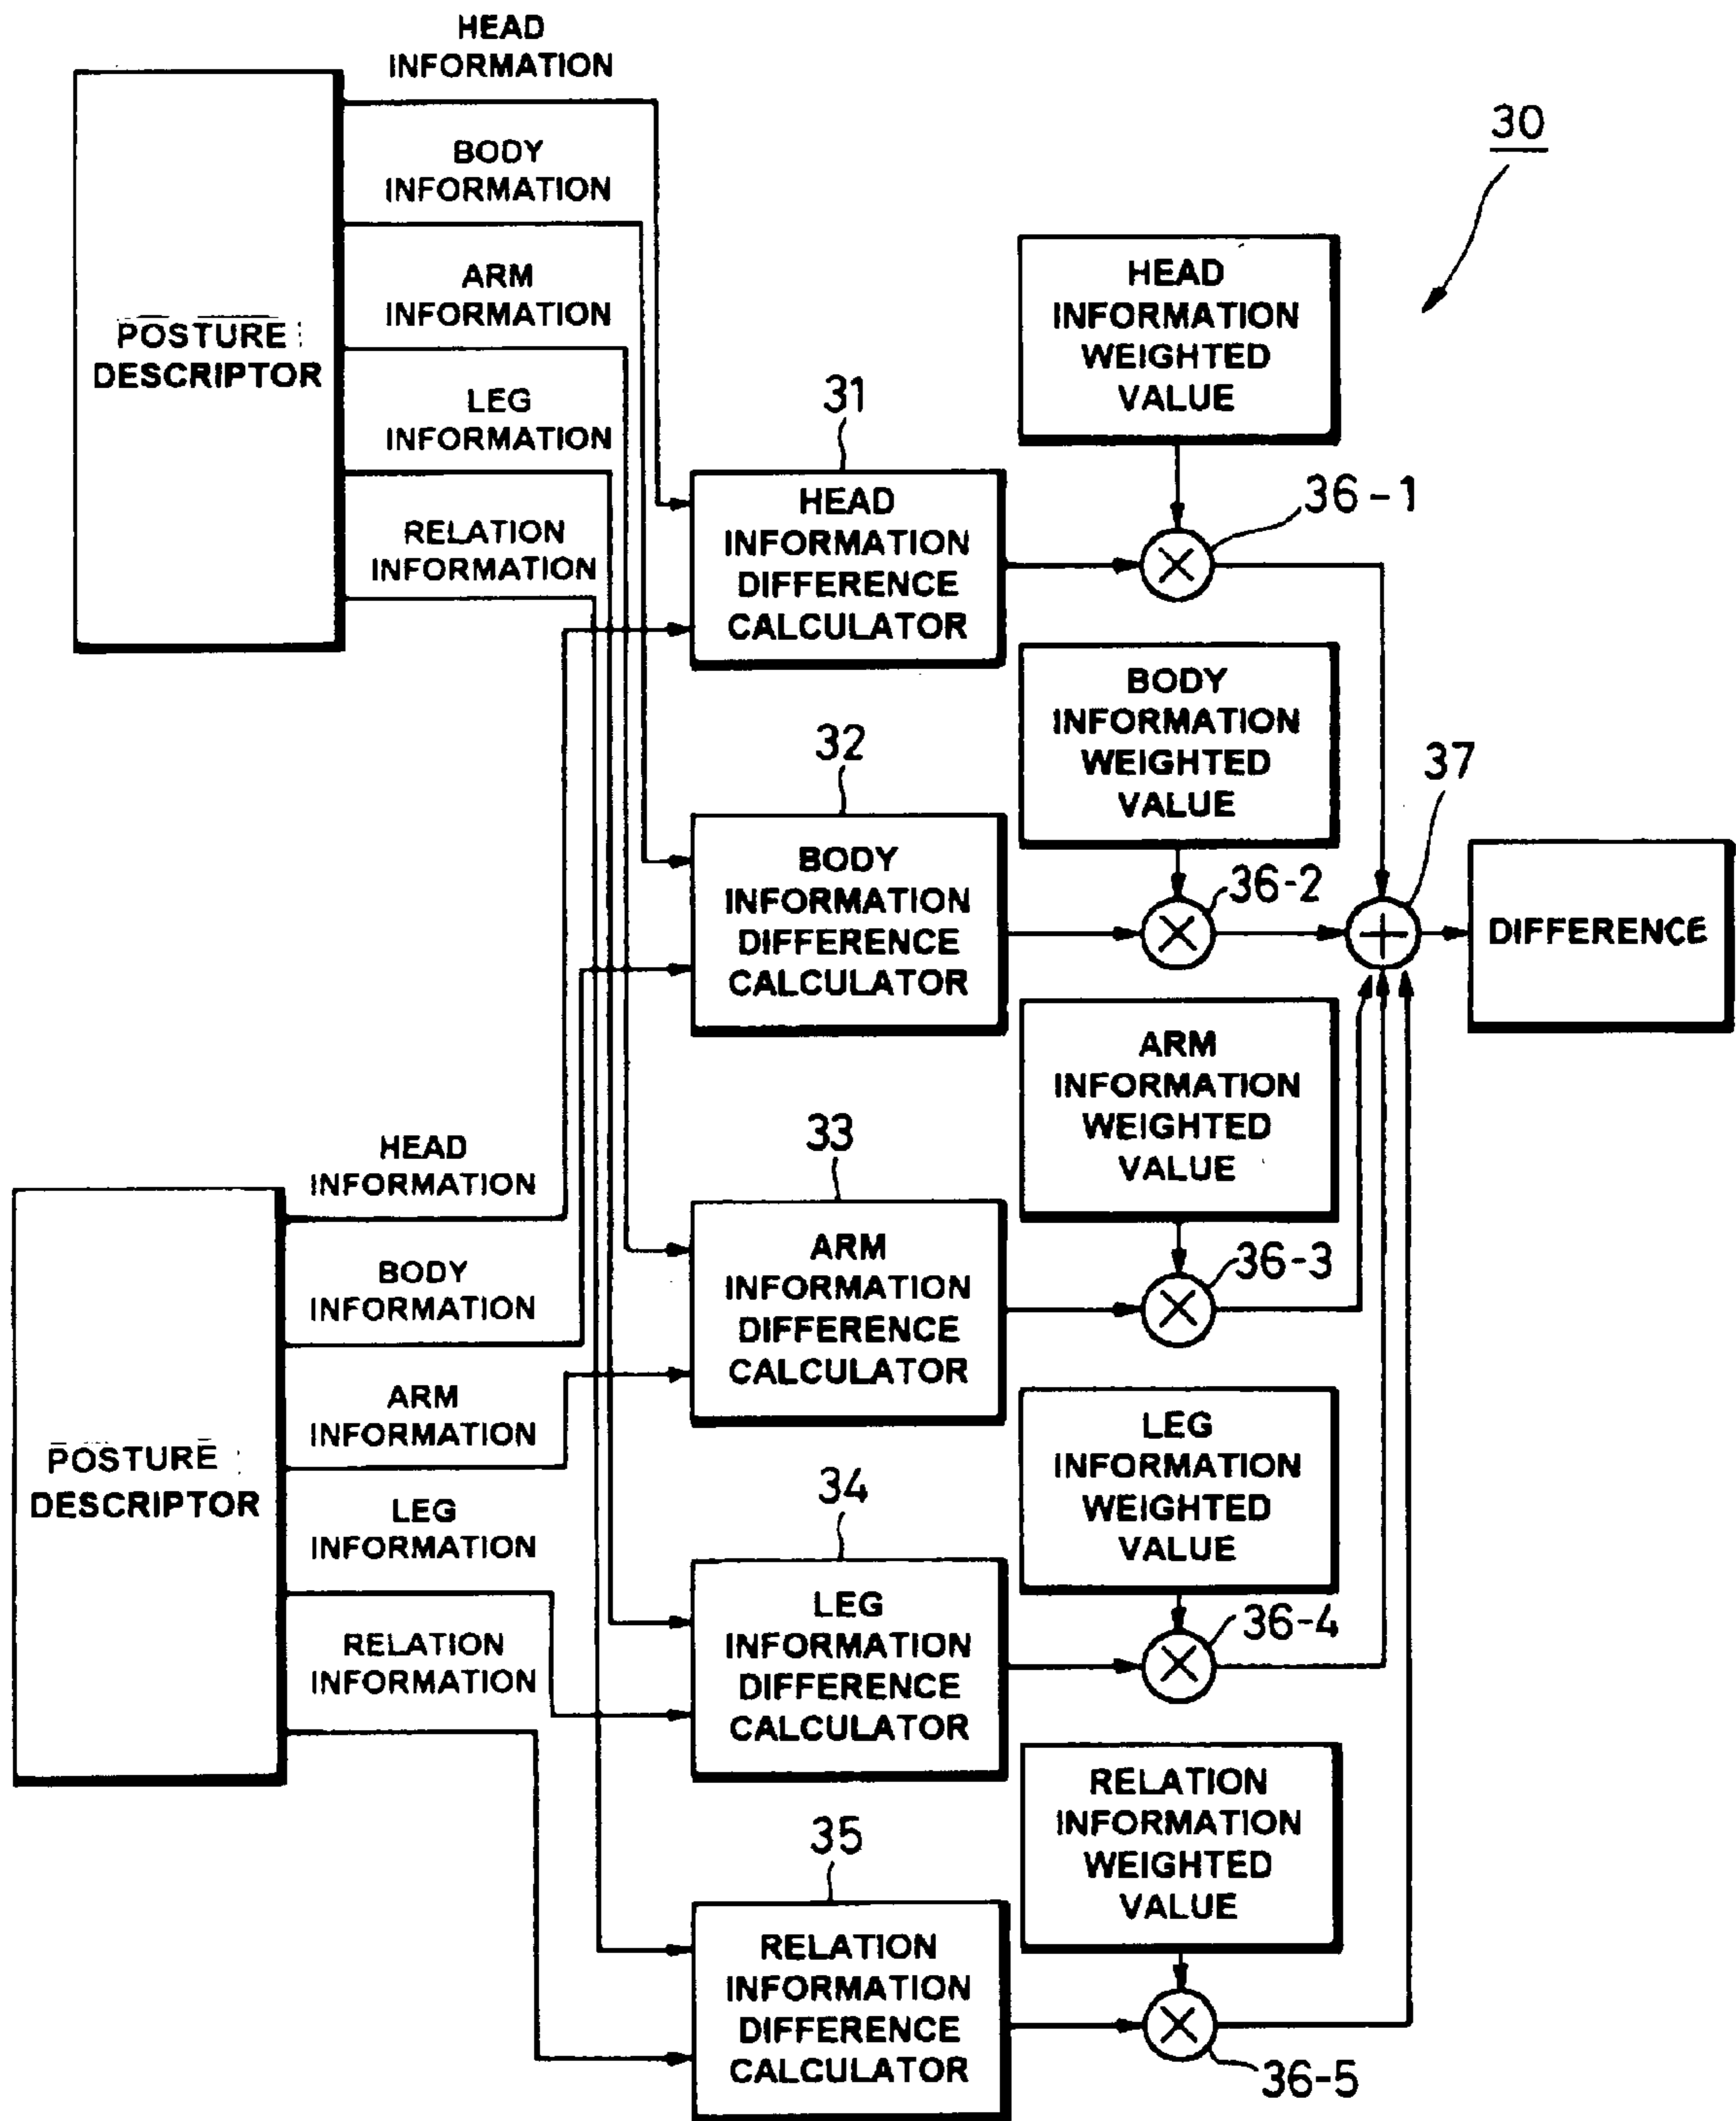 HEAD
INFORMATION
BODY
INFORMATION
ARM
INFORMATION
LEG
INFORMATION
RELATION
INFORMATION
POSTURE
DESCRIPTOR
30
HEAD
INFORMATION
WEIGHTED
VALUE
31
HEAD
INFORMATION
DIFFERENCE
CALCULATOR
36-1
BODY
INFORMATION
WEIGHTED
VALUE
32
BODY
INFORMATION
DIFFERENCE
CALCULATOR
36-2
37
DIFFERENCE
ARM
INFORMATION
WEIGHTED
VALUE
HEAD
INFORMATION
BODY
INFORMATION
ARM
INFORMATION
LEG
INFORMATION
RELATION
INFORMATION
POSTURE
DESCRIPTOR
33
ARM
INFORMATION
DIFFERENCE
CALCULATOR
36-3
LEG
INFORMATION
WEIGHTED
VALUE
34
LEG
INFORMATION
DIFFERENCE
CALCULATOR
36-4
RELATION
INFORMATION
WEIGHTED
VALUE
35
RELATION
INFORMATION
DIFFERENCE
CALCULATOR
36-5